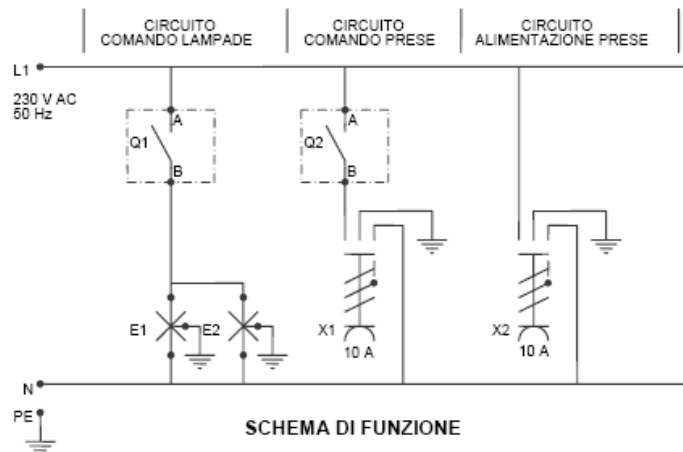 CIRCUITO
COMANDO LAMPADE
CIRCUITO
COMANDO PRESE
CIRCUITO
ALIMENTAZIONE PRESE
L1
230 V AC
50 Hz
A
Q1
B
A
Q2
B
E1
E2
X1
10 A
X2
10 A
N
PE
SCHEMA DI FUNZIONE